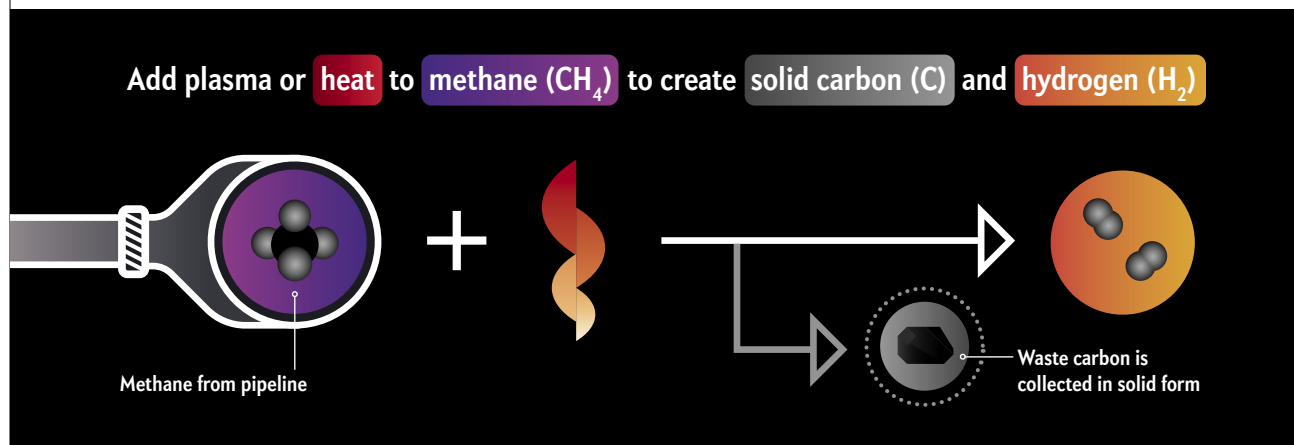 Add plasma or heat to methane (CH₄) to create solid carbon (C) and hydrogen (H₂)
Methane from pipeline
Waste carbon is
collected in solid form